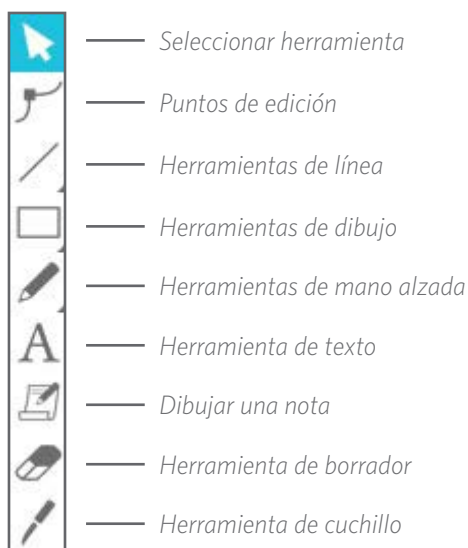 Seleccionar herramienta
Puntos de edición
Herramientas de línea
Herramientas de dibujo
Herramientas de mano alzada
A
Herramienta de texto
Dibujar una nota
Herramienta de borrador
Herramienta de cuchillo